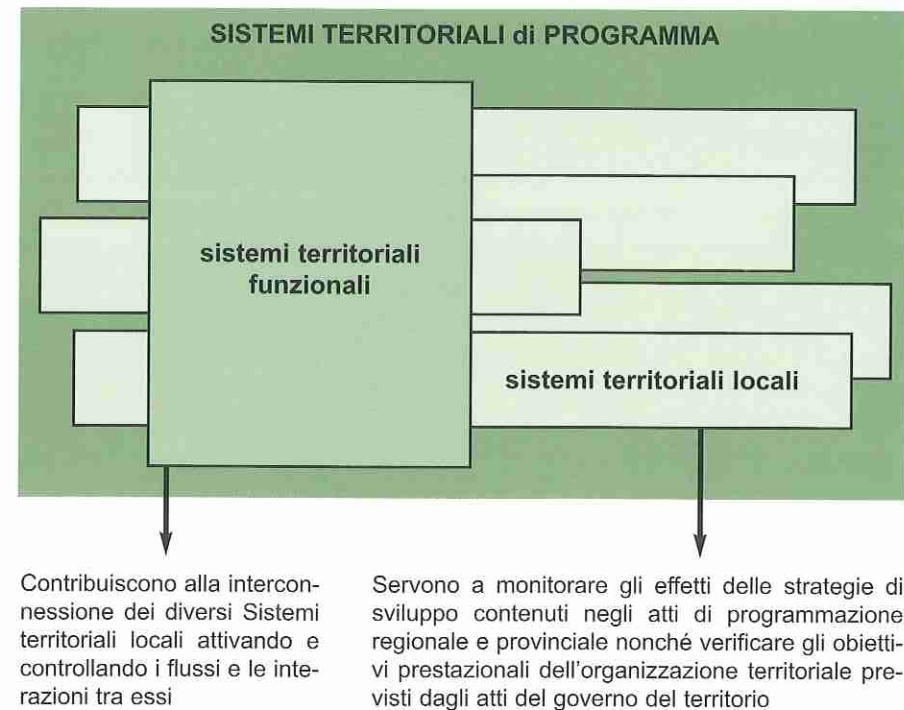 SISTEMI TERRITORIALI di PROGRAMMA
sistemi territoriali
funzionali
sistemi territoriali locali
Contribuiscono alla intercon-
nessione dei diversi Sistemi
territoriali locali attivando e
controllando i flussi e le inte-
razioni tra essi
Servono a monitorare gli effetti delle strategie di
sviluppo contenuti negli atti di programmazione
regionale e provinciale nonché verificare gli obietti-
vi prestazionali dell'organizzazione territoriale pre-
visti dagli atti del governo del territorio